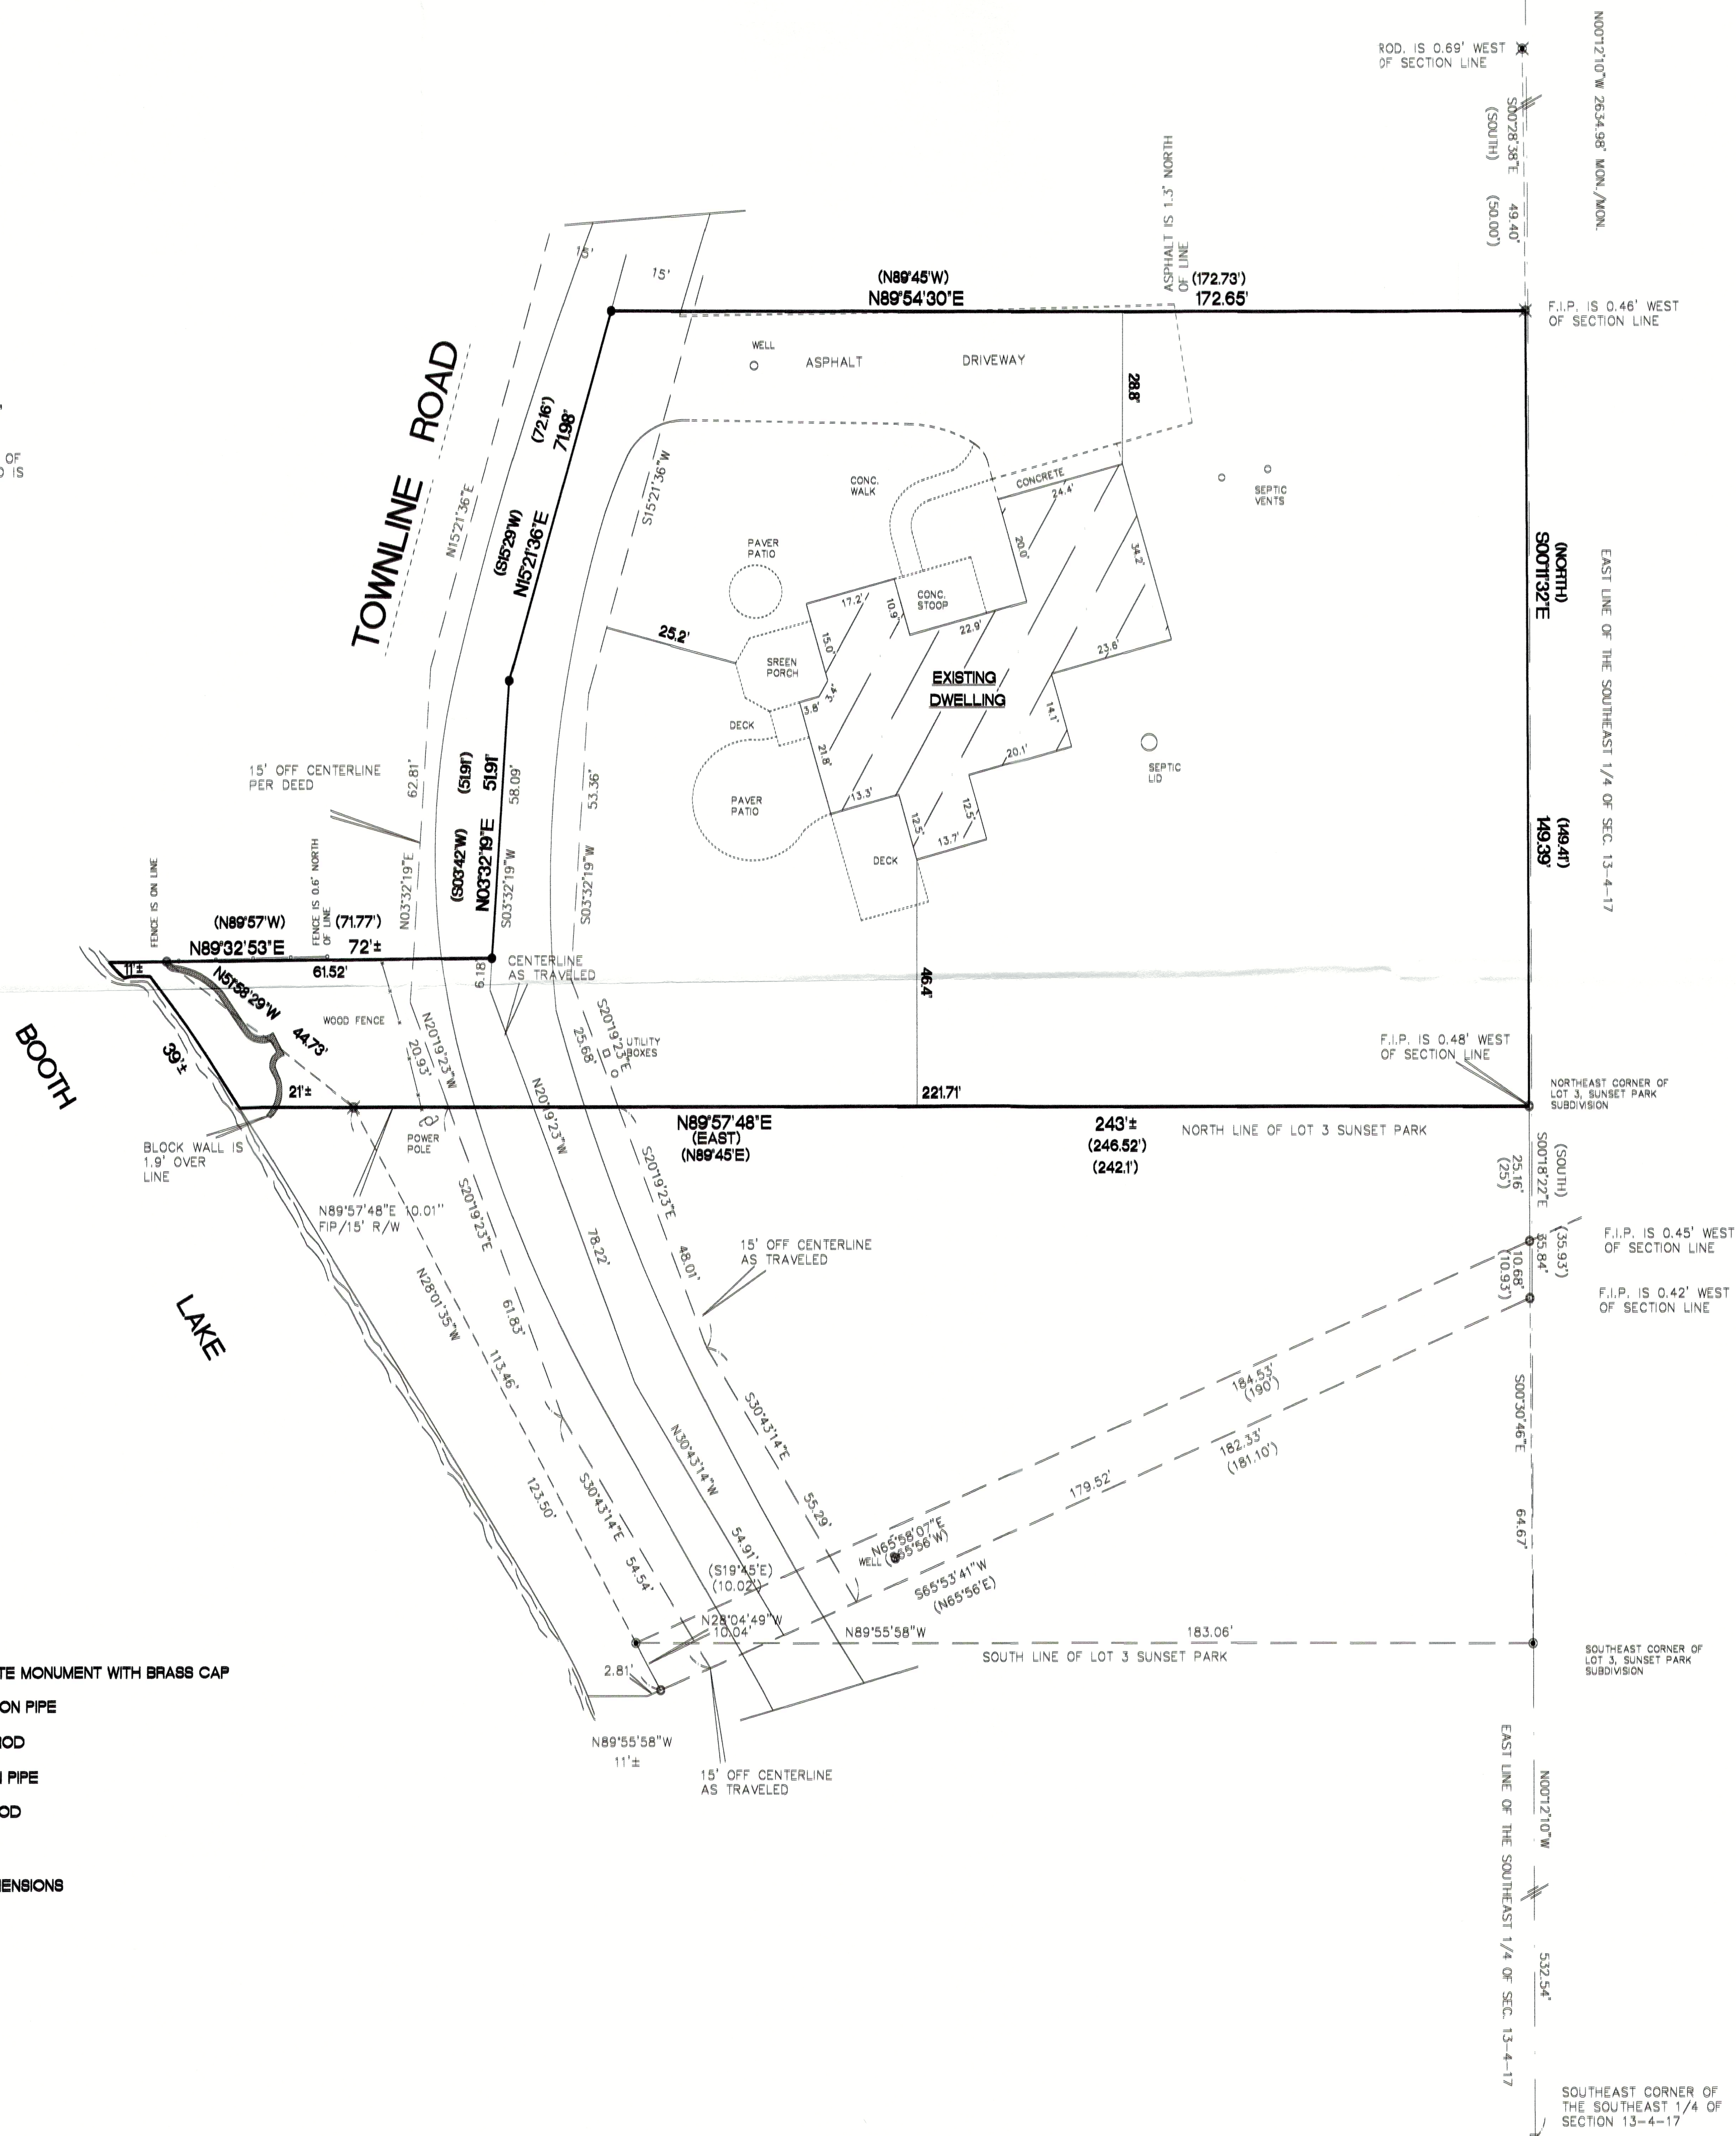 ROD. IS 0.69' WEST
OF SECTION LINE
N00°12'10"W 2634.98' MON./MON.
S00°28'38"E 49.40'
(SOUTH) (50.00')
ASPHALT IS 1.3' NORTH
OF LINE
15'
15'
(N89°45'W) (172.73')
N89°54'30"E 172.65'
F.I.P. IS 0.46' WEST
OF SECTION LINE
OF
IS
TOWNLINE ROAD
WELL
ASPHALT DRIVEWAY
28.8'
(72.16')
71.98'
(S15°29'W)
N15°21'36"E
N15°21'36"E
S15°21'36"W
CONC.
WALK
CONCRETE
24.4'
SEPTIC
VENTS
20.0'
34.2'
PAVER
PATIO
CONC.
STOOP
17.2'
10.9'
22.9'
15.0'
23.6'
25.2'
SREEN
PORCH
3.4'
3.8'
EXISTING
DWELLING
DECK
21.8'
14.1'
20.1'
SEPTIC
LID
PAVER
PATIO
13.3'
12.5'
12.5'
13.7'
DECK
(NORTH)
S00°11'32"E
(149.41')
149.39'
EAST LINE OF THE SOUTHEAST 1/4 OF SEC. 13-4-17
15' OFF CENTERLINE
PER DEED
62.81'
N03°32'19"E
(51.91')
51.91'
(S03°42'W)
N03°32'19"E
58.09'
S03°32'19"W
53.36'
S03°32'19"W
FENCE IS ON LINE
FENCE IS 0.6' NORTH
OF LINE
(N89°57'W) (71.77')
N89°32'53"E 72'±
61.52'
11'±
6.18'
CENTERLINE
AS TRAVELED
46.4'
N51°58'29"W
44.73'
WOOD FENCE
N20°19'23"W
20.93'
S20°19'23"E
25.68'
UTILITY
BOXES
N20°19'23"W
BOOTH
LAKE
39'±
21'±
F.I.P. IS 0.48' WEST
OF SECTION LINE
221.71'
NORTHEAST CORNER OF
LOT 3, SUNSET PARK
SUBDIVISION
N89°57'48"E 243'±
(EAST) (246.52')
(N89°45'E) (242.1')
NORTH LINE OF LOT 3 SUNSET PARK
POWER
POLE
BLOCK WALL IS
1.9' OVER
LINE
N89°57'48"E 10.01"
FIP/15' R/W
(SOUTH)
S00°18'22"E
25.16'
(25')
(35.93')
35.84'
10.68'
(10.93')
F.I.P. IS 0.45' WEST
OF SECTION LINE
F.I.P. IS 0.42' WEST
OF SECTION LINE
S20°19'23"E
61.83'
78.22'
S20°19'23"E
48.01'
15' OFF CENTERLINE
AS TRAVELED
N28°01'35"W
113.46'
123.50'
184.53'
(190')
182.33'
(181.10')
179.52'
S00°30'46"E
64.67'
S30°43'14"E
54.54'
N30°43'14"W
54.91'
S30°43'14"E
55.29'
N65°58'07"E
(S65°56'W)
WELL
S65°53'41"W
(N65°56'E)
(S19°45'E)
(10.02')
N28°04'49"W
10.04'
N89°55'58"W 183.06'
SOUTH LINE OF LOT 3 SUNSET PARK
SOUTHEAST CORNER OF
LOT 3, SUNSET PARK
SUBDIVISION
2.81'
N89°55'58"W
11'±
15' OFF CENTERLINE
AS TRAVELED
MONUMENT WITH BRASS CAP
PIPE
PIPE
EAST LINE OF THE SOUTHEAST 1/4 OF SEC. 13-4-17
N00°12'10"W
532.54'
SOUTHEAST CORNER OF
THE SOUTHEAST 1/4 OF
SECTION 13-4-17